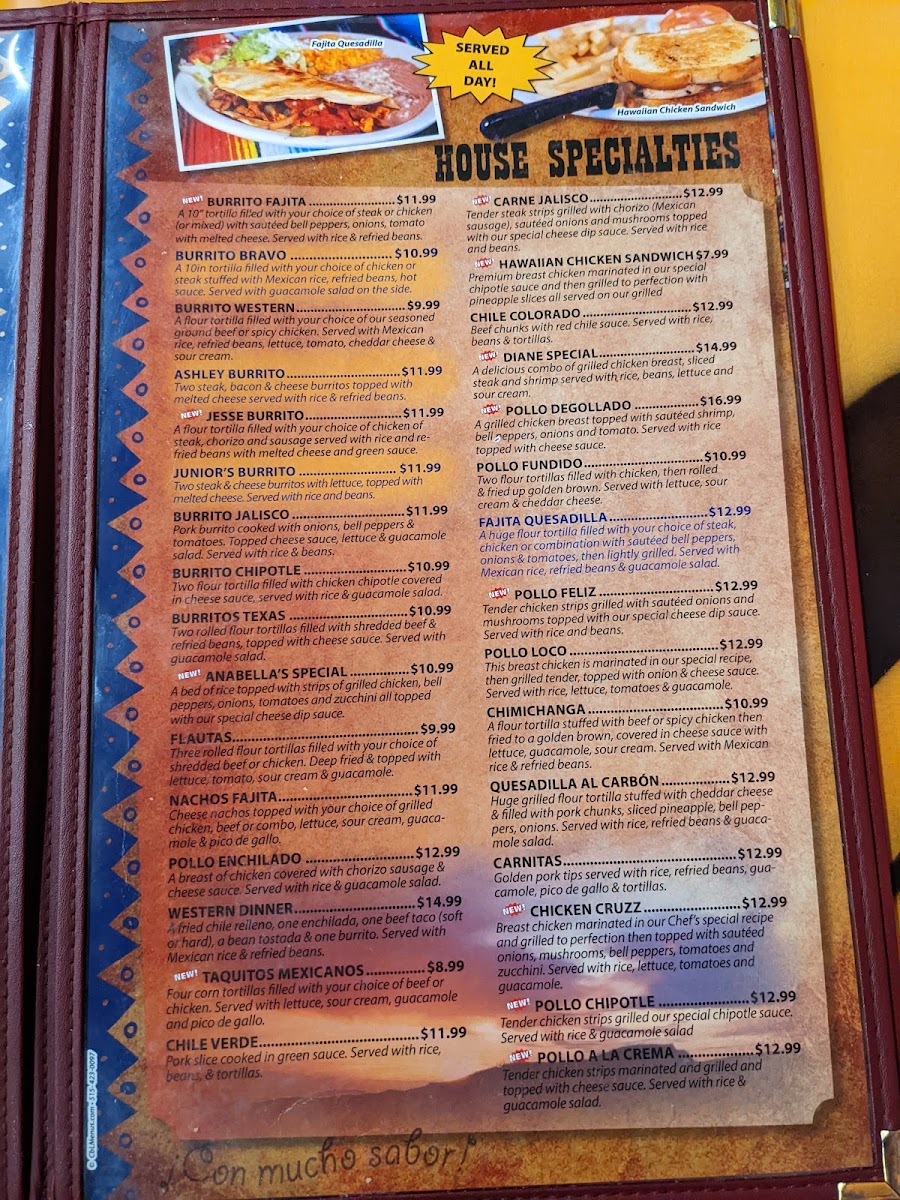 Fajita Quesadilla
SERVED
ALL
DAY!
Hawaiian Chicken Sandwich
HOUSE SPECIALTIES
NEW! BURRITO FAJITA ..........................$11.99
A 10" tortilla filled with your choice of steak or chicken
(or mixed) with sautéed bell peppers, onions, tomato
with melted cheese. Served with rice & refried beans.
BURRITO BRAVO ..............................$10.99
A 10in tortilla filled with your choice of chicken or
steak stuffed with Mexican rice, refried beans, hot
sauce. Served with guacamole salad on the side.
BURRITO WESTERN...............................$9.99
A flour tortilla filled with your choice of our seasoned
ground beef or spicy chicken. Served with Mexican
rice, refried beans, lettuce, tomato, cheddar cheese &
sour cream.
ASHLEY BURRITO................................$11.99
Two steak, bacon & cheese burritos topped with
melted cheese served with rice & refried beans.
NEW! JESSE BURRITO...........................$11.99
A flour tortilla filled with your choice of chicken of
steak, chorizo and sausage served with rice and re-
fried beans with melted cheese and green sauce.
JUNIOR'S BURRITO ...........................$11.99
Two steak & cheese burritos with lettuce, topped with
melted cheese. Served with rice and beans.
BURRITO JALISCO ...............................$11.99
Pork burrito cooked with onions, bell peppers &
tomatoes. Topped cheese sauce, lettuce & guacamole
salad. Served with rice & beans.
BURRITO CHIPOTLE .............................$10.99
Two flour tortilla filled with chicken chipotle covered
in cheese sauce, served with rice & guacamole salad.
BURRITOS TEXAS .................................$10.99
Two rolled flour tortillas filled with shredded beef &
refried beans, topped with cheese sauce. Served with
guacamole salad.
NEW! ANABELLA'S SPECIAL .................$10.99
A bed of rice topped with strips of grilled chicken, bell
peppers, onions, tomatoes and zucchini all topped
with our special cheese dip sauce.
FLAUTAS...............................................$9.99
Three rolled flour tortillas filled with your choice of
shredded beef or chicken. Deep fried & topped with
lettuce, tomato, sour cream & guacamole.
NACHOS FAJITA...................................$11.99
Cheese nachos topped with your choice of grilled
chicken, beef or combo, lettuce, sour cream, guaca-
mole & pico de gallo.
POLLO ENCHILADO ............................$12.99
A breast of chicken covered with chorizo sausage &
cheese sauce. Served with rice & guacamole salad.
WESTERN DINNER...............................$14.99
A fried chile relleno, one enchilada, one beef taco (soft
or hard), a bean tostada & one burrito. Served with
Mexican rice & refried beans.
NEW! TAQUITOS MEXICANOS ...............$8.99
Four corn tortillas filled with your choice of beef or
chicken. Served with lettuce, sour cream, guacamole
and pico de gallo.
CHILE VERDE........................................$11.99
Pork slice cooked in green sauce. Served with rice,
beans, & tortillas.
NEW CARNE JALISCO........................$12.99
Tender steak strips grilled with chorizo (Mexican
sausage), sautéed onions and mushrooms topped
with our special cheese dip sauce. Served with rice
and beans.
NEW! HAWAIIAN CHICKEN SANDWICH $7.99
Premium breast chicken marinated in our special
chipotle sauce and then grilled to perfection with
pineapple slices all served on our grilled
CHILE COLORADO .............................$12.99
Beef chunks with red chile sauce. Served with rice,
beans & tortillas.
NEW! DIANE SPECIAL..........................$14.99
A delicious combo of grilled chicken breast, sliced
steak and shrimp served with rice, beans, lettuce and
sour cream.
NEW! POLLO DEGOLLADO .................$16.99
A grilled chicken breast topped with sautéed shrimp,
bell peppers, onions and tomato. Served with rice
topped with cheese sauce.
POLLO FUNDIDO.................................$10.99
Two flour tortillas filled with chicken, then rolled
& fried up golden brown. Served with lettuce, sour
cream & cheddar cheese.
FAJITA QUESADILLA...........................$12.99
A huge flour tortilla filled with your choice of steak,
chicken or combination with sautéed bell peppers,
onions & tomatoes, then lightly grilled. Served with
Mexican rice, refried beans & guacamole salad.
NEW! POLLO FELIZ ...............................$12.99
Tender chicken strips grilled with sautéed onions and
mushrooms topped with our special cheese dip sauce.
Served with rice and beans.
POLLO LOCO ........................................$12.99
This breast chicken is marinated in our special recipe,
then grilled tender, topped with onion & cheese sauce.
Served with rice, lettuce, tomatoes & guacamole.
CHIMICHANGA .....................................$10.99
A flour tortilla stuffed with beef or spicy chicken then
fried to a golden brown, covered in cheese sauce with
lettuce, guacamole, sour cream. Served with Mexican
rice & refried beans.
QUESADILLA AL CARBÓN ..................$12.99
Huge grilled flour tortilla stuffed with cheddar cheese
& filled with pork chunks, sliced pineapple, bell pep-
pers, onions. Served with rice, refried beans & guaca-
mole salad.
CARNITAS.............................................$12.99
Golden pork tips served with rice, refried beans, gua-
camole, pico de gallo & tortillas.
NEW! CHICKEN CRUZZ .........................$12.99
Breast chicken marinated in our Chef's special recipe
and grilled to perfection then topped with sautéed
onions, mushrooms, bell peppers, tomatoes and
zucchini. Served with rice, lettuce, tomatoes and
guacamole.
NEW! POLLO CHIPOTLE .......................$12.99
Tender chicken strips grilled our special chipotle sauce.
Served with rice & guacamole salad
NEW! POLLO A LA CREMA ...................$12.99
Tender chicken strips marinated and grilled and
topped with cheese sauce. Served with rice &
guacamole salad.
© CbLMenus.com • 515-423-0097
¡Con mucho sabor!